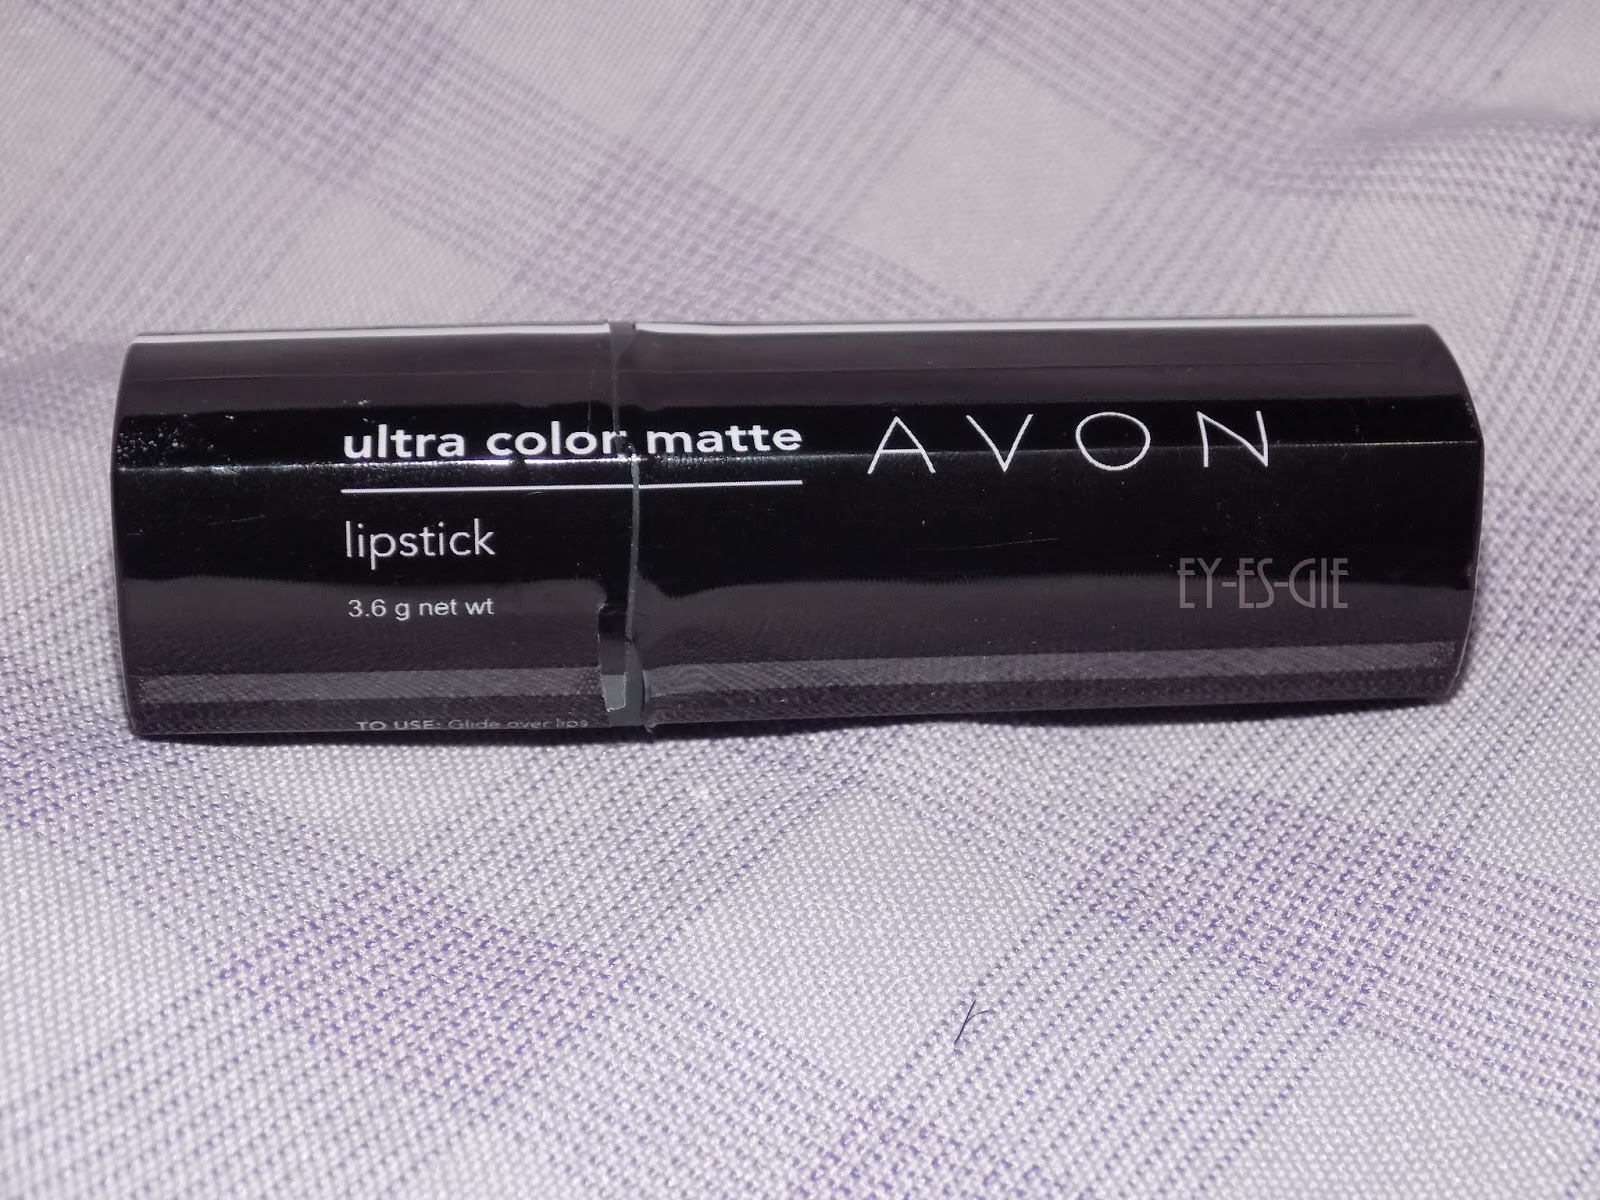 ultra color matte
AVON
lipstick
3.6 g net wt
EY-ES-GIE
TO USE: Glide over lips